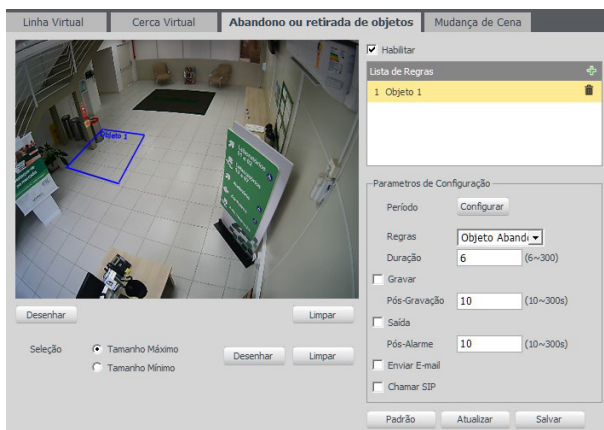 Linha Virtual Cerca Virtual Abandono ou retirada de objetos Mudança de Cena
Habilitar
Lista de Regras
1 Objeto 1
Objeto 1
Laboratórios
Laboratórios
Auditório
Parametros de Configuração
Período Configurar
Regras Objeto Aband
Duração 6 (6~300)
Gravar
Pós-Gravação 10 (10~300s)
Saída
Pós-Alarme 10 (10~300s)
Enviar E-mail
Chamar SIP
Desenhar Limpar
Seleção Tamanho Máximo Desenhar Limpar
Tamanho Mínimo
Padrão Atualizar Salvar